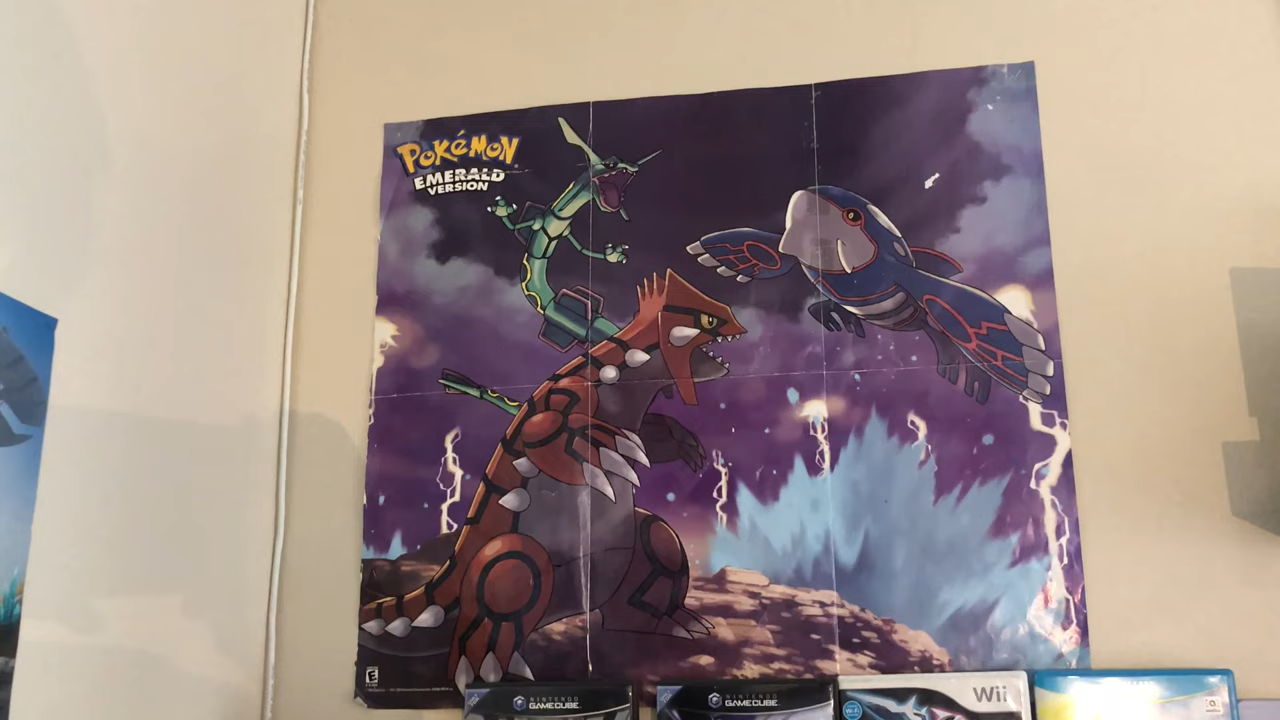 POKéMON
EMERALD
VERSION
E
NINTENDO
GAMECUBE
NINTENDO
GAMECUBE
Wii